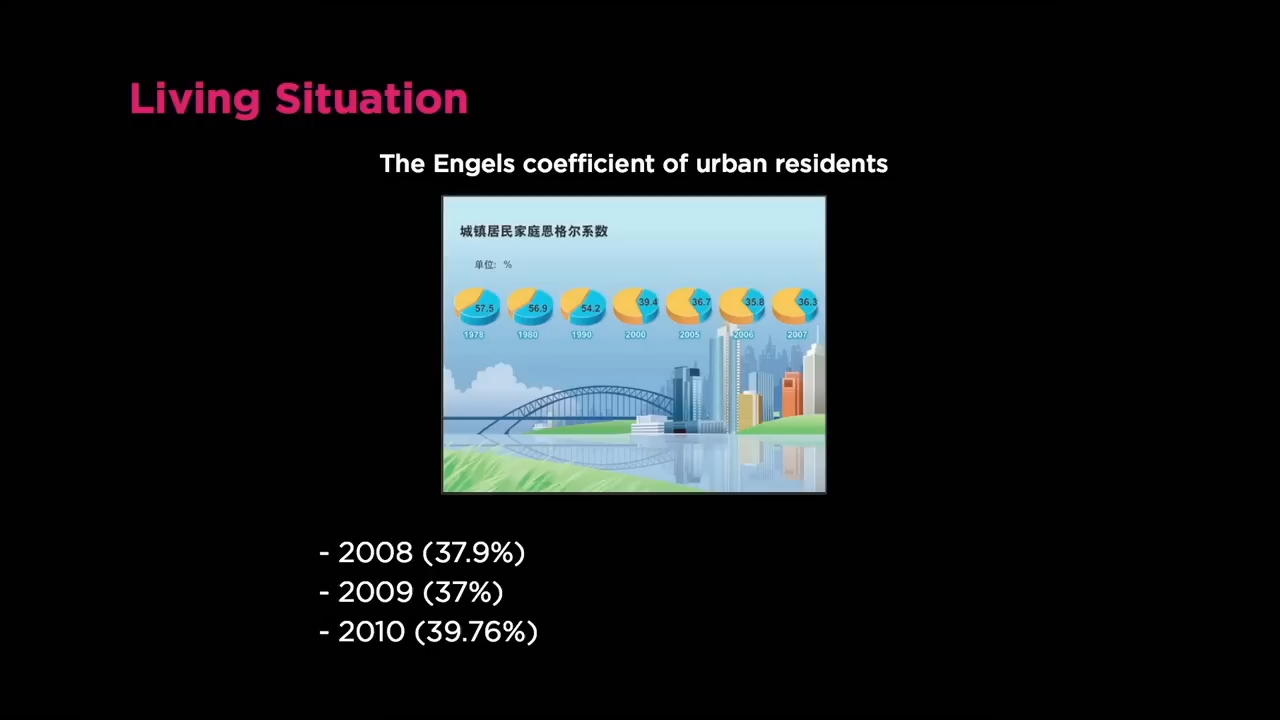 Living Situation
The Engels coefficient of urban residents
城镇居民家庭恩格尔系数
单位: %
57.5 56.9 54.2 39.4 36.7 35.8 36.3
1978 1980 1990 2000 2005 2006 2007
- 2008 (37.9%)
- 2009 (37%)
- 2010 (39.76%)